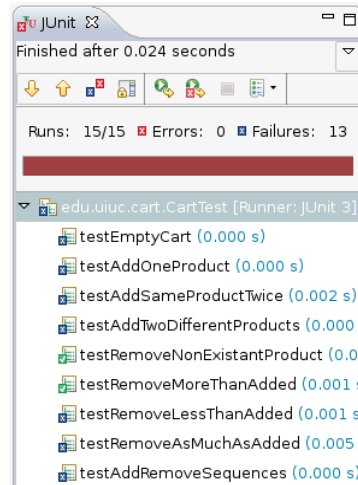 JUnit
Finished after 0.024 seconds
Runs: 15/15 Errors: 0 Failures: 13
edu.uiuc.cart.CartTest [Runner: JUnit 3]
testEmptyCart (0.000 s)
testAddOneProduct (0.000 s)
testAddSameProductTwice (0.002 s)
testAddTwoDifferentProducts (0.000
testRemoveNonExistantProduct (0.0
testRemoveMoreThanAdded (0.001 s
testRemoveLessThanAdded (0.001 s
testRemoveAsMuchAsAdded (0.005
testAddRemoveSequences (0.000 s)